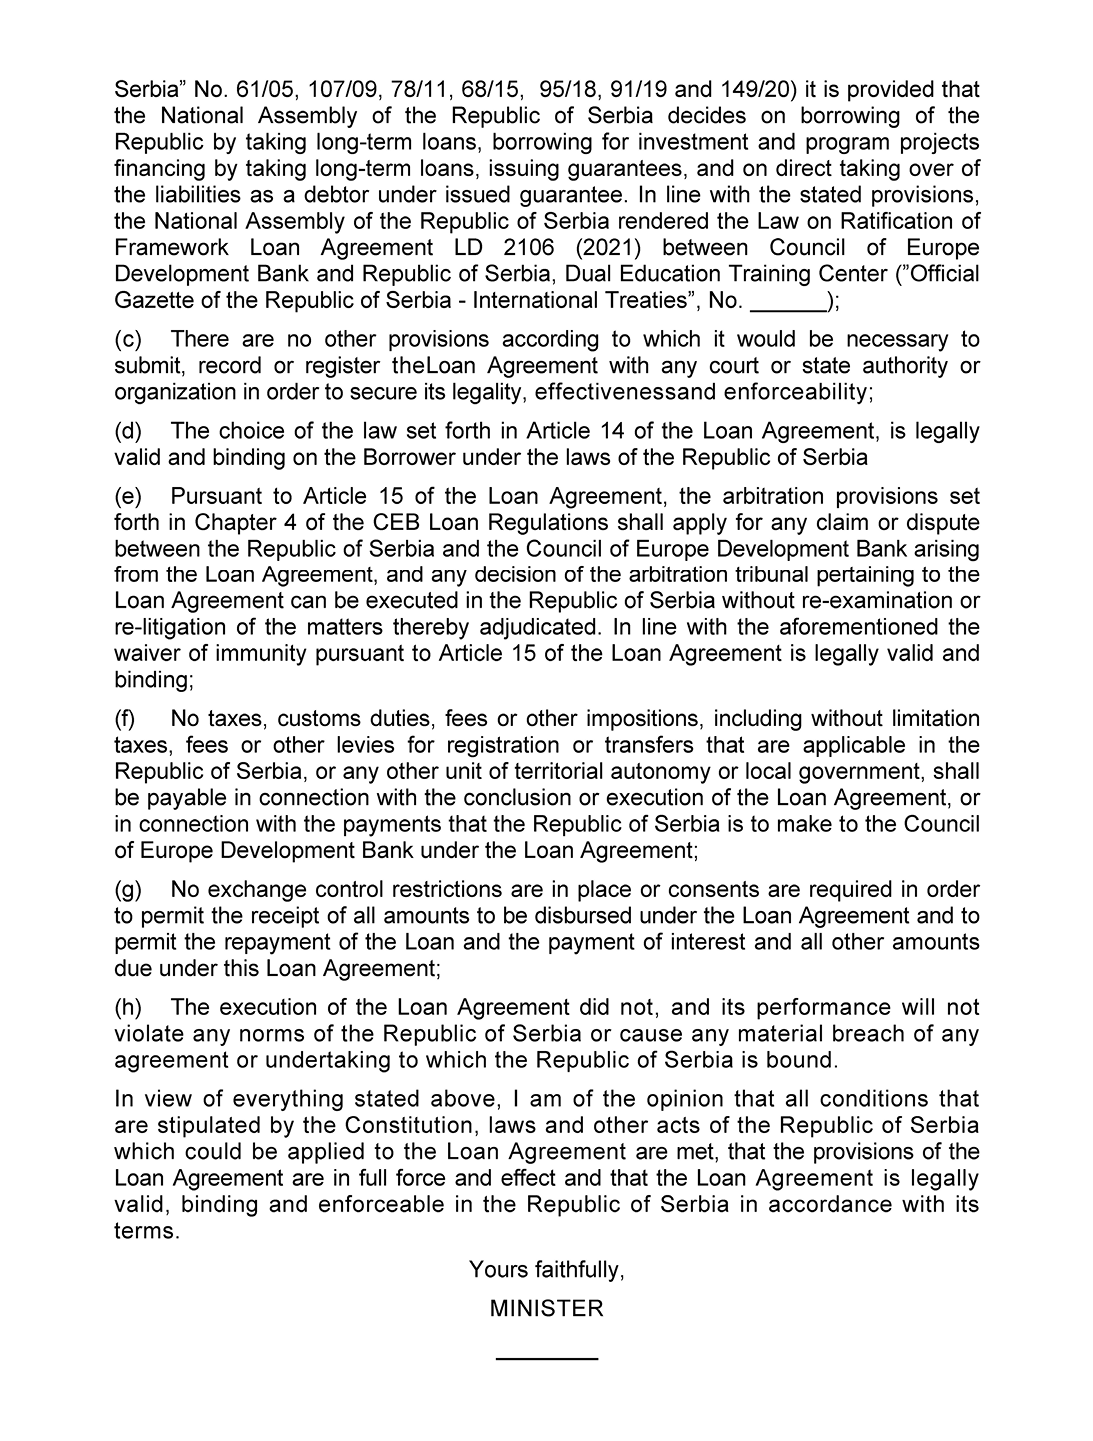 Serbia” No. 61/05, 107/09, 78/11, 68/15, 95/18, 91/19 and 149/20) it is provided that
the National Assembly of the Republic of Serbia decides on borrowing of the
Republic by taking long-term loans, borrowing for investment and program projects
financing by taking long-term loans, issuing guarantees, and on direct taking over of
the liabilities as a debtor under issued guarantee. In line with the stated provisions,
the National Assembly of the Republic of Serbia rendered the Law on Ratification of
Framework Loan Agreement LD 2106 (2021) between Council of Europe
Development Bank and Republic of Serbia, Dual Education Training Center (”Official
Gazette of the Republic of Serbia - International Treaties”, No. ______);
(c) There are no other provisions according to which it would be necessary to
submit, record or register theLoan Agreement with any court or state authority or
organization in order to secure its legality, effectivenessand enforceability;
(d) The choice of the law set forth in Article 14 of the Loan Agreement, is legally
valid and binding on the Borrower under the laws of the Republic of Serbia
(e) Pursuant to Article 15 of the Loan Agreement, the arbitration provisions set
forth in Chapter 4 of the CEB Loan Regulations shall apply for any claim or dispute
between the Republic of Serbia and the Council of Europe Development Bank arising
from the Loan Agreement, and any decision of the arbitration tribunal pertaining to the
Loan Agreement can be executed in the Republic of Serbia without re-examination or
re-litigation of the matters thereby adjudicated. In line with the aforementioned the
waiver of immunity pursuant to Article 15 of the Loan Agreement is legally valid and
binding;
(f) No taxes, customs duties, fees or other impositions, including without limitation
taxes, fees or other levies for registration or transfers that are applicable in the
Republic of Serbia, or any other unit of territorial autonomy or local government, shall
be payable in connection with the conclusion or execution of the Loan Agreement, or
in connection with the payments that the Republic of Serbia is to make to the Council
of Europe Development Bank under the Loan Agreement;
(g) No exchange control restrictions are in place or consents are required in order
to permit the receipt of all amounts to be disbursed under the Loan Agreement and to
permit the repayment of the Loan and the payment of interest and all other amounts
due under this Loan Agreement;
(h) The execution of the Loan Agreement did not, and its performance will not
violate any norms of the Republic of Serbia or cause any material breach of any
agreement or undertaking to which the Republic of Serbia is bound.
In view of everything stated above, I am of the opinion that all conditions that
are stipulated by the Constitution, laws and other acts of the Republic of Serbia
which could be applied to the Loan Agreement are met, that the provisions of the
Loan Agreement are in full force and effect and that the Loan Agreement is legally
valid, binding and enforceable in the Republic of Serbia in accordance with its
terms.
Yours faithfully,
MINISTER
________